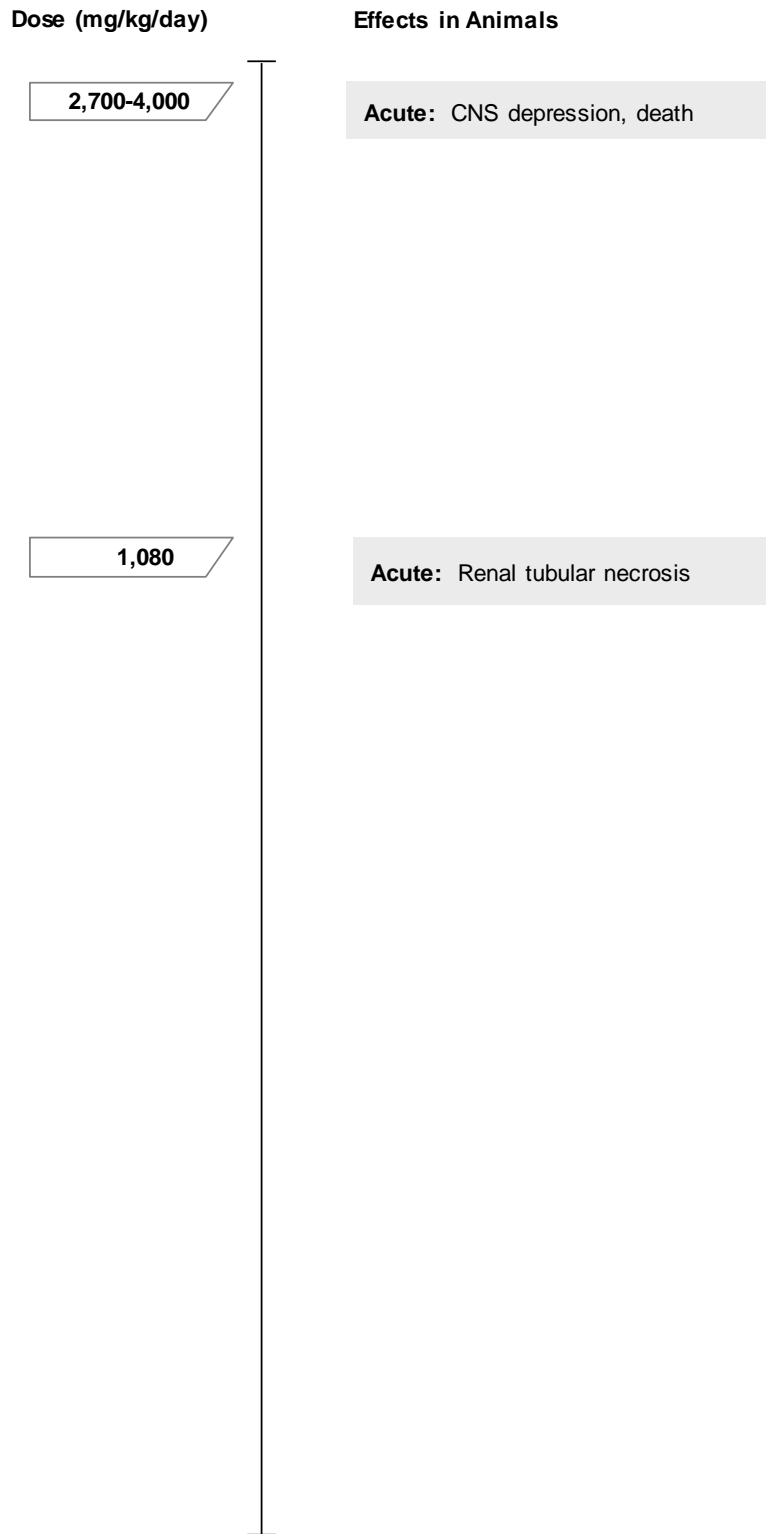 Dose (mg/kg/day) Effects in Animals
2,700-4,000 Acute: CNS depression, death
1,080 Acute: Renal tubular necrosis